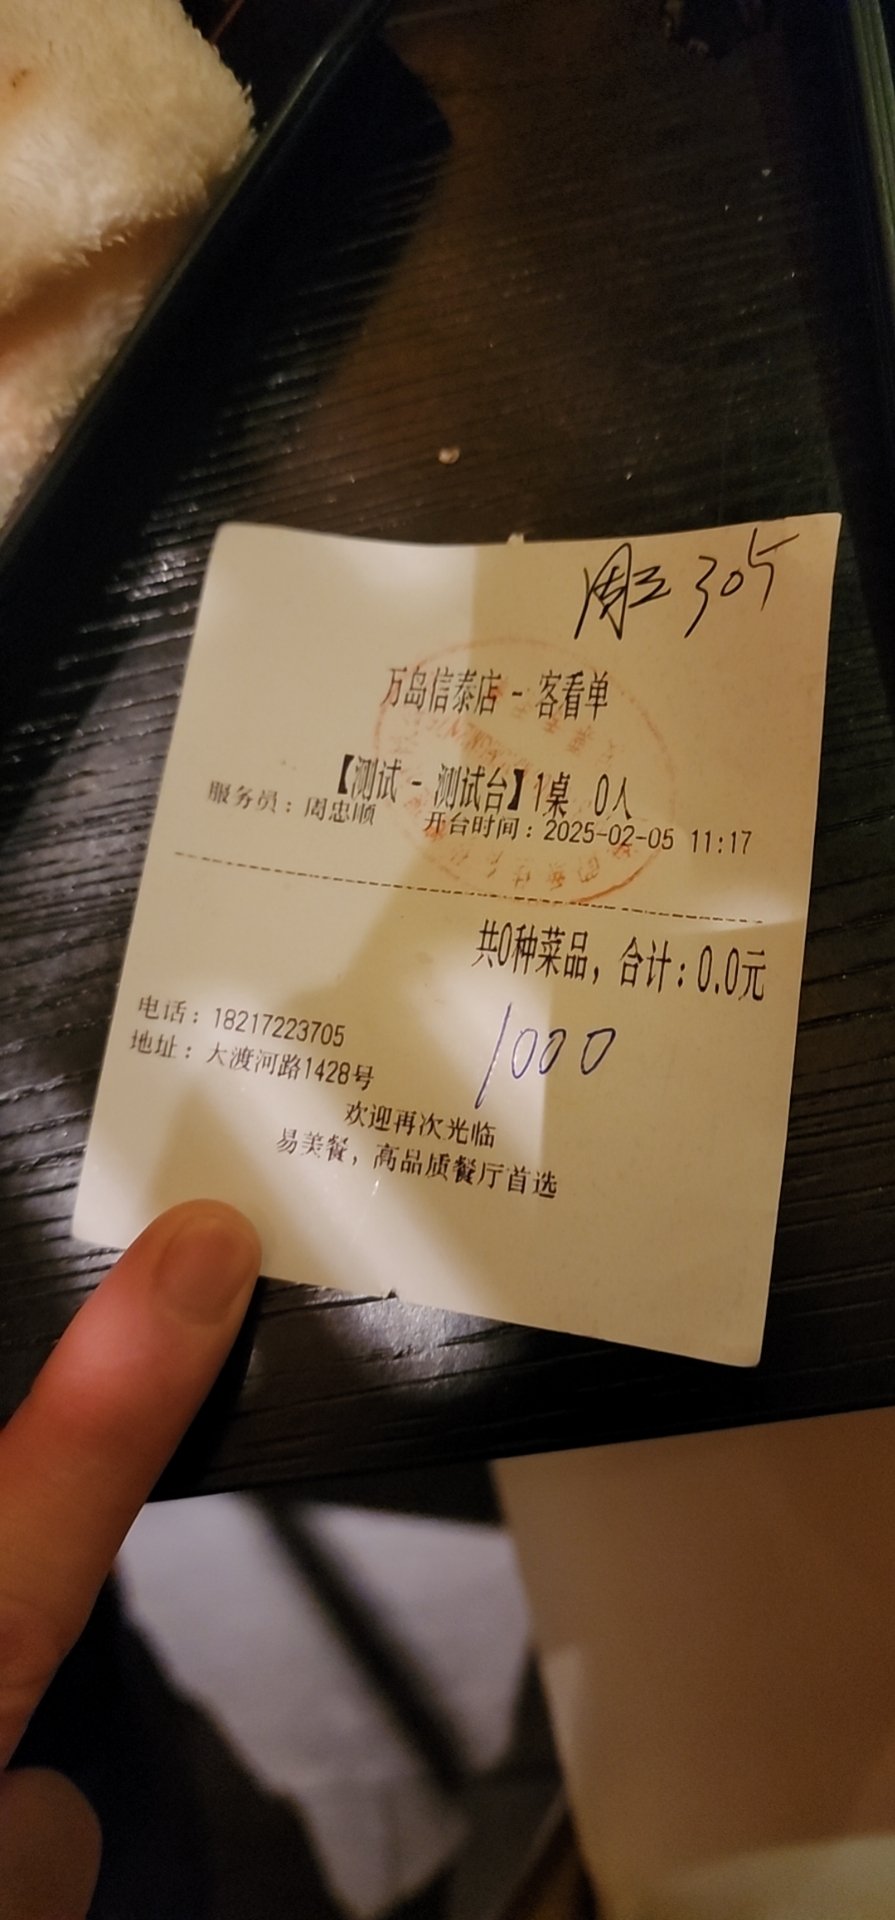 周三 305
万岛信泰店 - 客看单
【测试 - 测试台】1桌 0人
服务员：周忠顺 开台时间：2025-02-05 11:17
共0种菜品，合计：0.0元
1000
电话：18217223705
地址：大渡河路1428号
欢迎再次光临
易美餐，高品质餐厅首选